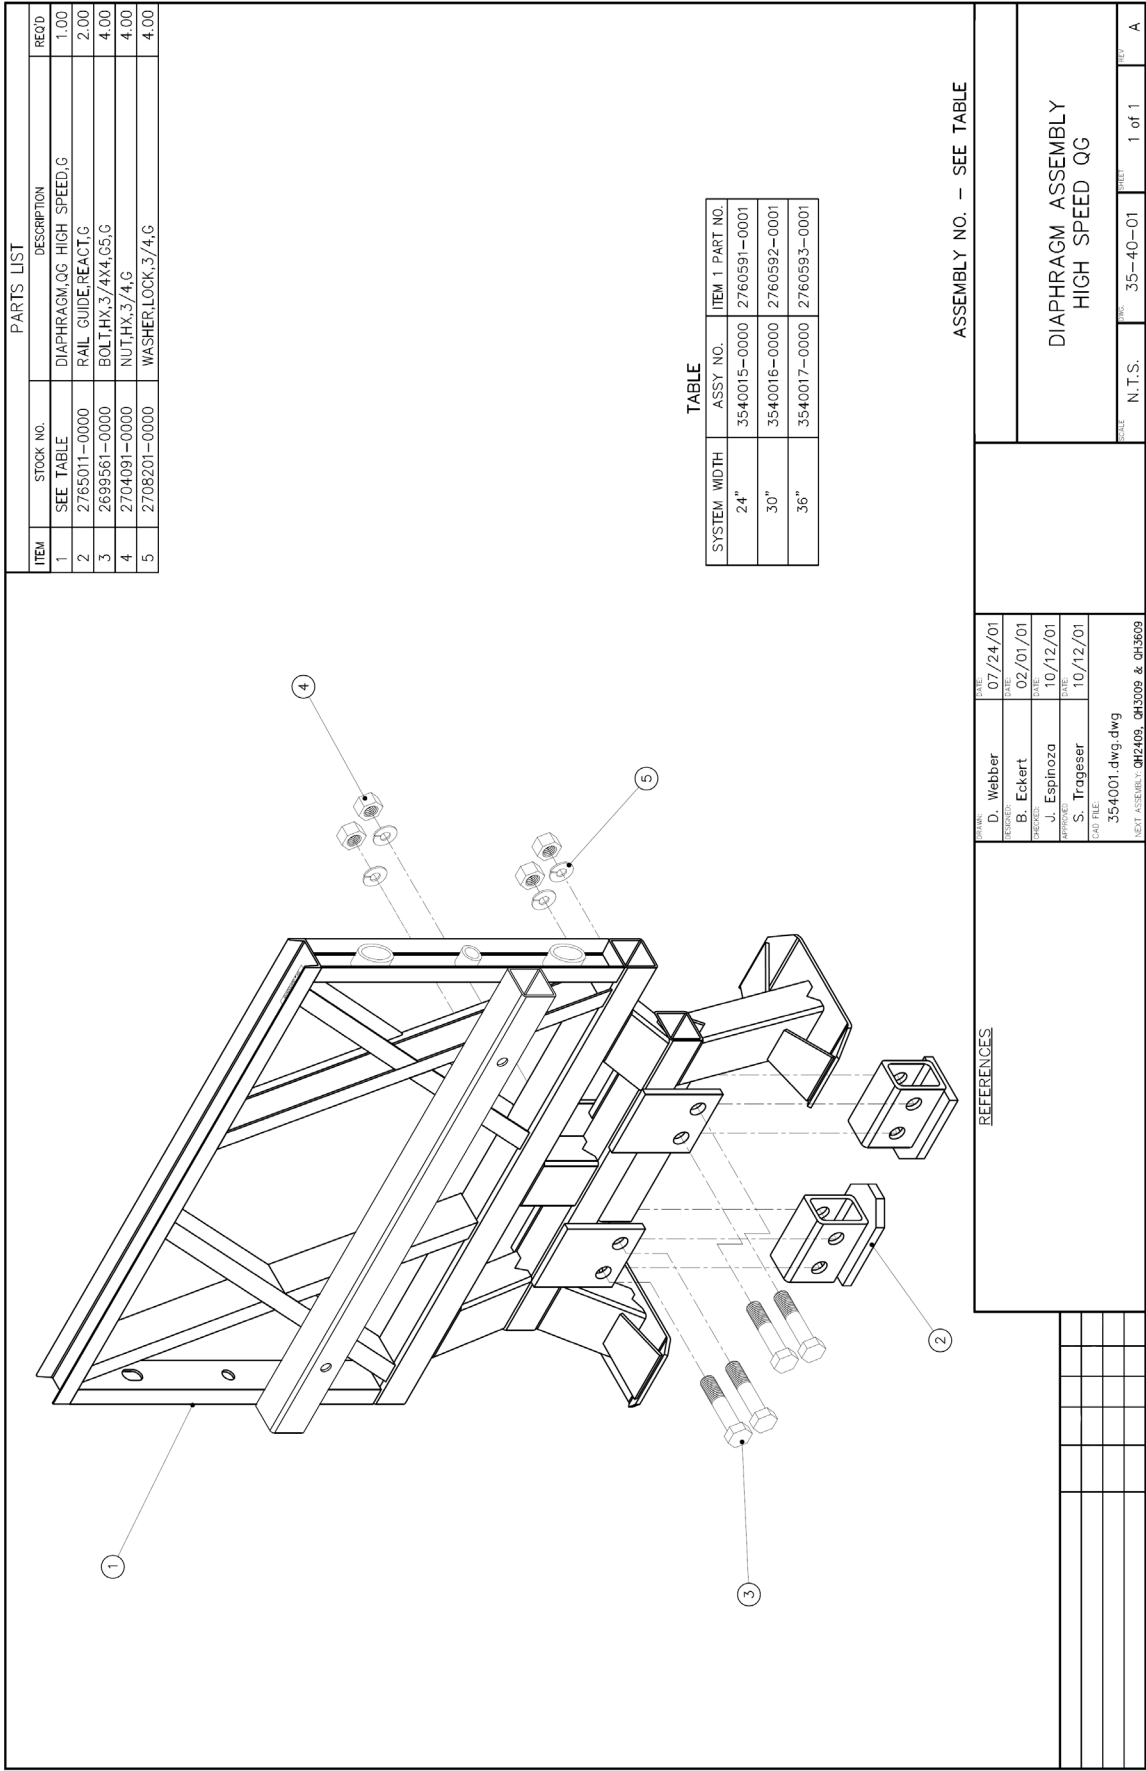 PARTS LIST
ITEM STOCK NO. DESCRIPTION REQ'D
1 SEE TABLE DIAPHRAGM,QG HIGH SPEED,G 1.00
2 2765011-0000 RAIL GUIDE,REACT,G 2.00
3 2699561-0000 BOLT,HX,3/4X4,G5,G 4.00
4 2704091-0000 NUT,HX,3/4,G 4.00
5 2708201-0000 WASHER,LOCK,3/4,G 4.00
1
4
5
3
2
TABLE
SYSTEM WIDTH ASSY NO. ITEM 1 PART NO.
24" 3540015-0000 2760591-0001
30" 3540016-0000 2760592-0001
36" 3540017-0000 2760593-0001
ASSEMBLY NO. - SEE TABLE
REFERENCES
DRAWN: D. Webber DATE: 07/24/01
DESIGNED: B. Eckert DATE: 02/01/01
CHECKED: J. Espinoza DATE: 10/12/01
APPROVED S. Trageser DATE: 10/12/01
CAD FILE: 354001.dwg.dwg
NEXT ASSEMBLY: QH2409, QH3009 & QH3609
DIAPHRAGM ASSEMBLY
HIGH SPEED QG
SCALE N.T.S. DWG. 35-40-01 SHEET 1 of 1 REV A